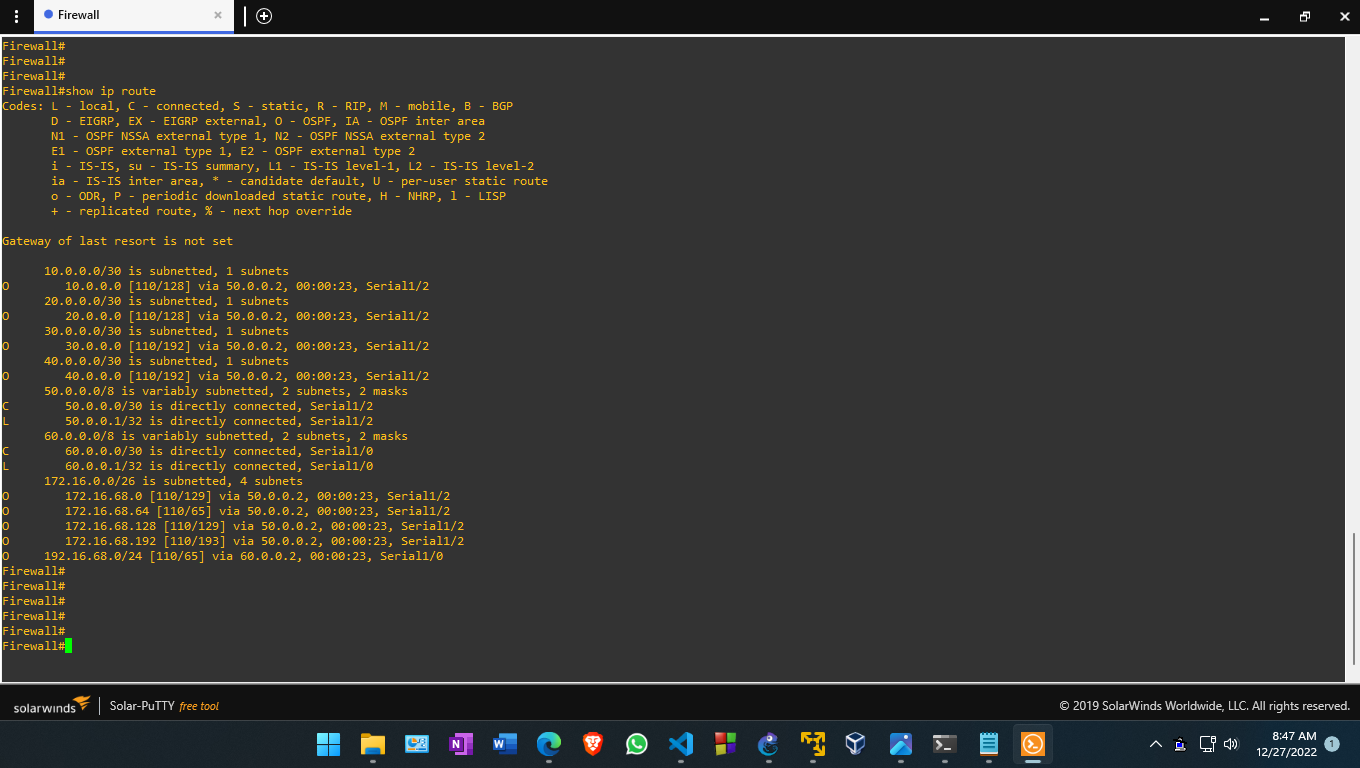 Firewall
Firewall#
Firewall#
Firewall#
Firewall#show ip route
Codes: L - local, C - connected, S - static, R - RIP, M - mobile, B - BGP
       D - EIGRP, EX - EIGRP external, O - OSPF, IA - OSPF inter area
       N1 - OSPF NSSA external type 1, N2 - OSPF NSSA external type 2
       E1 - OSPF external type 1, E2 - OSPF external type 2
       i - IS-IS, su - IS-IS summary, L1 - IS-IS level-1, L2 - IS-IS level-2
       ia - IS-IS inter area, * - candidate default, U - per-user static route
       o - ODR, P - periodic downloaded static route, H - NHRP, l - LISP
       + - replicated route, % - next hop override
Gateway of last resort is not set
      10.0.0.0/30 is subnetted, 1 subnets
O        10.0.0.0 [110/128] via 50.0.0.2, 00:00:23, Serial1/2
      20.0.0.0/30 is subnetted, 1 subnets
O        20.0.0.0 [110/128] via 50.0.0.2, 00:00:23, Serial1/2
      30.0.0.0/30 is subnetted, 1 subnets
O        30.0.0.0 [110/192] via 50.0.0.2, 00:00:23, Serial1/2
      40.0.0.0/30 is subnetted, 1 subnets
O        40.0.0.0 [110/192] via 50.0.0.2, 00:00:23, Serial1/2
      50.0.0.0/8 is variably subnetted, 2 subnets, 2 masks
C        50.0.0.0/30 is directly connected, Serial1/2
L        50.0.0.1/32 is directly connected, Serial1/2
      60.0.0.0/8 is variably subnetted, 2 subnets, 2 masks
C        60.0.0.0/30 is directly connected, Serial1/0
L        60.0.0.1/32 is directly connected, Serial1/0
      172.16.0.0/26 is subnetted, 4 subnets
O        172.16.68.0 [110/129] via 50.0.0.2, 00:00:23, Serial1/2
O        172.16.68.64 [110/65] via 50.0.0.2, 00:00:23, Serial1/2
O        172.16.68.128 [110/129] via 50.0.0.2, 00:00:23, Serial1/2
O        172.16.68.192 [110/193] via 50.0.0.2, 00:00:23, Serial1/2
O     192.16.68.0/24 [110/65] via 60.0.0.2, 00:00:23, Serial1/0
Firewall#
Firewall#
Firewall#
Firewall#
Firewall#
Firewall#
solarwinds Solar-PuTTY free tool © 2019 SolarWinds Worldwide, LLC. All rights reserved.
8:47 AM
12/27/2022
1